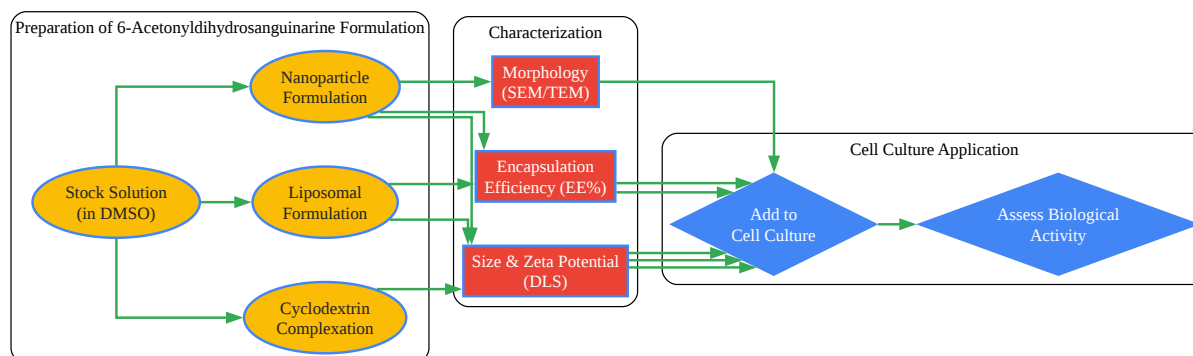 Preparation of 6-Acetonyldihydrosanguinarine Formulation
Stock Solution
(in DMSO)
Nanoparticle
Formulation
Liposomal
Formulation
Cyclodextrin
Complexation
Characterization
Morphology
(SEM/TEM)
Encapsulation
Efficiency (EE%)
Size & Zeta Potential
(DLS)
Cell Culture Application
Add to
Cell Culture
Assess Biological
Activity